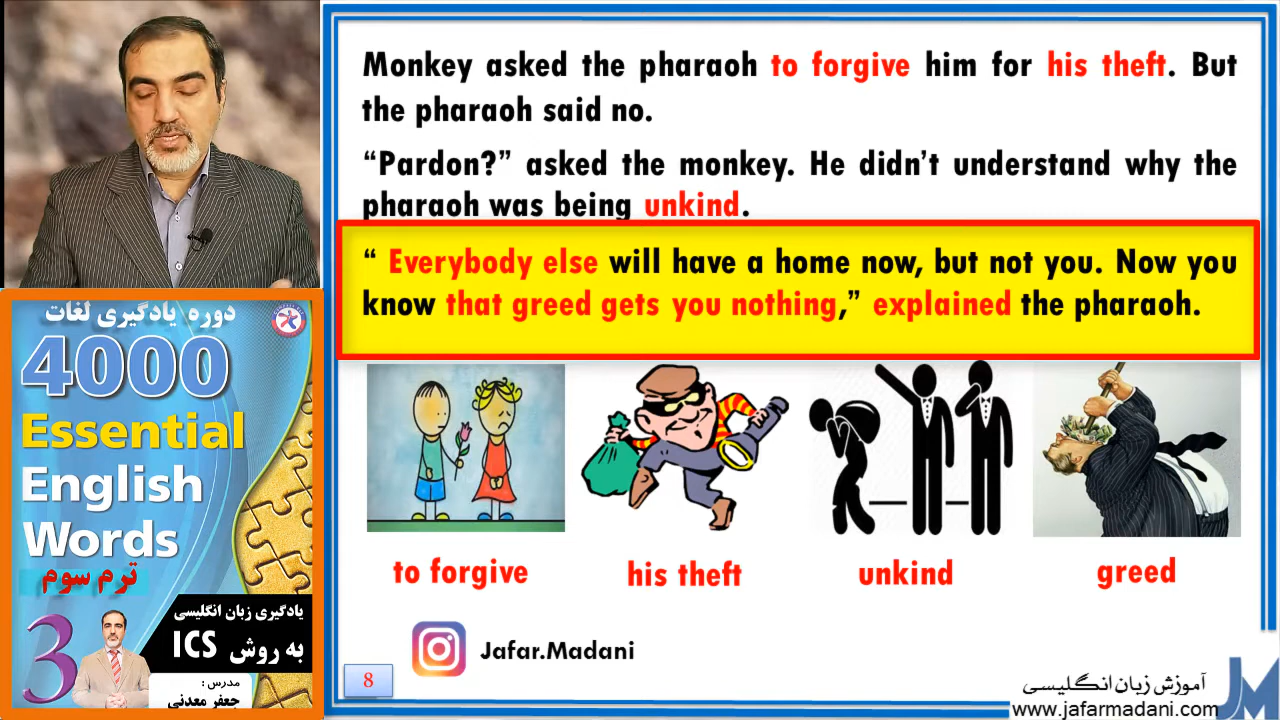 Monkey asked the pharaoh to forgive him for his theft. But
the pharaoh said no.
“Pardon?” asked the monkey. He didn’t understand why the
pharaoh was being unkind.
“ Everybody else will have a home now, but not you. Now you
know that greed gets you nothing,” explained the pharaoh.
to forgive
his theft
unkind
greed
Jafar.Madani
8
آموزش زبان انگلیسی
www.jafarmadani.com
JM
دوره یادگیری لغات
4000
Essential
English
Words
ترم سوم
3
یادگیری زبان انگلیسی
به روش ICS
مدرس :
جعفر معدنی